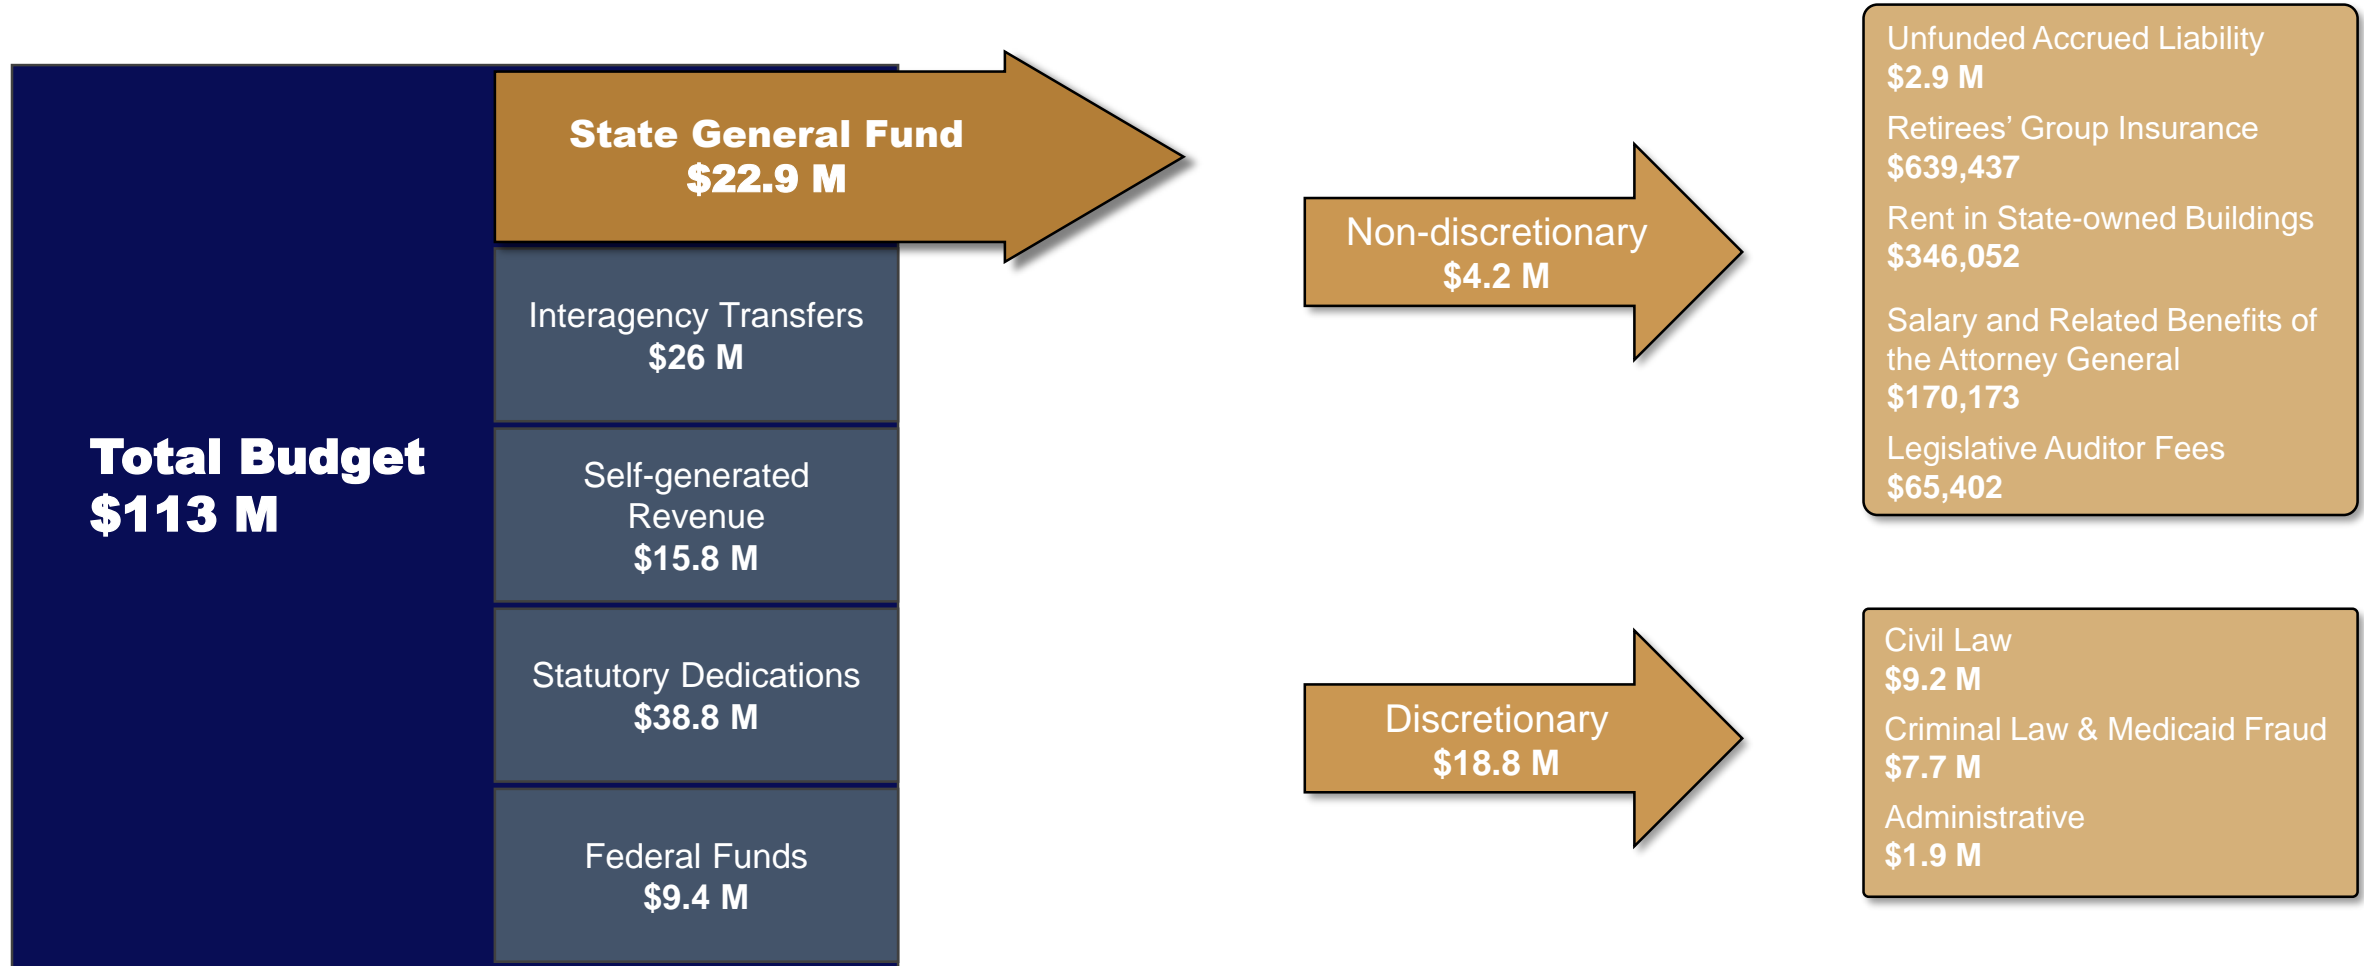 Total Budget
$113 M
State General Fund
$22.9 M
Interagency Transfers
$26 M
Self-generated
Revenue
$15.8 M
Statutory Dedications
$38.8 M
Federal Funds
$9.4 M
Non-discretionary
$4.2 M
Discretionary
$18.8 M
Unfunded Accrued Liability
$2.9 M
Retirees’ Group Insurance
$639,437
Rent in State-owned Buildings
$346,052
Salary and Related Benefits of
the Attorney General
$170,173
Legislative Auditor Fees
$65,402
Civil Law
$9.2 M
Criminal Law & Medicaid Fraud
$7.7 M
Administrative
$1.9 M